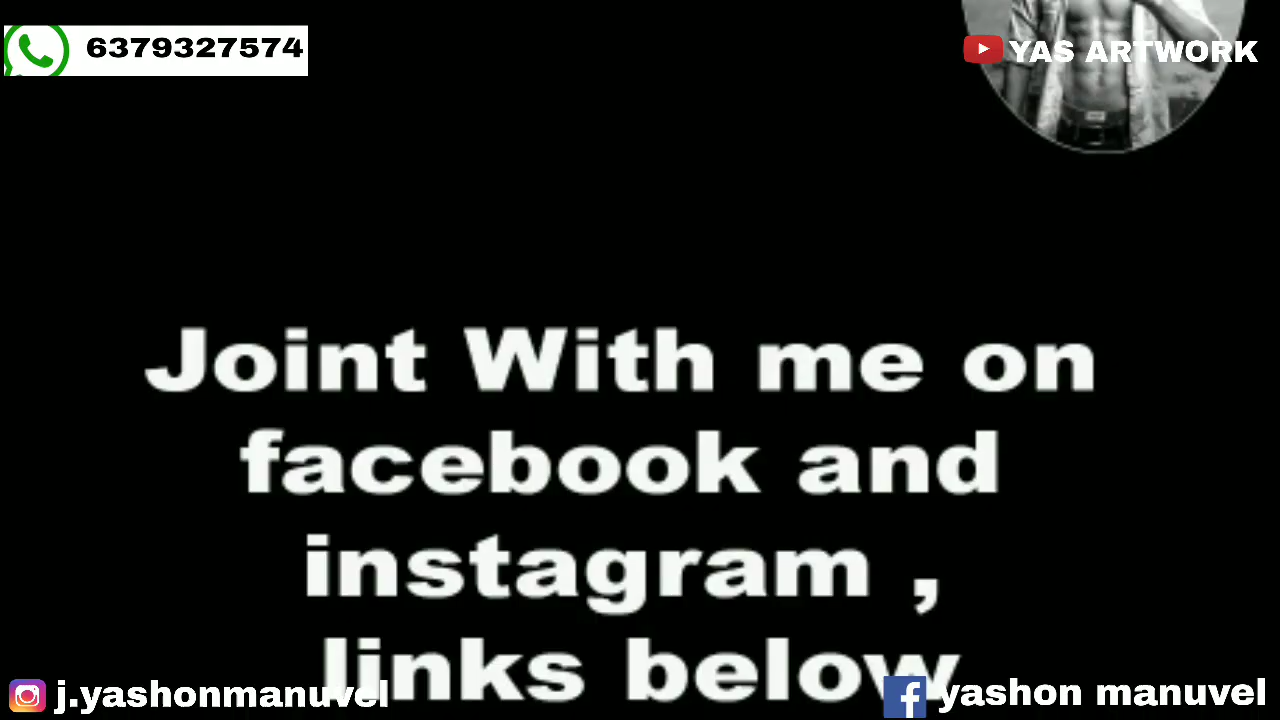 6379327574
YAS ARTWORK
Joint With me on
facebook and
instagram ,
links below
j.yashonmanuvel
yashon manuvel